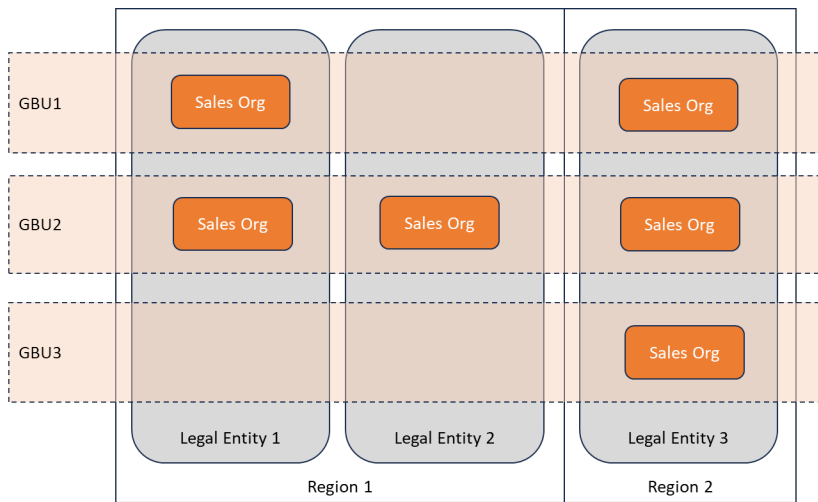 GBU1
Sales Org
Sales Org
GBU2
Sales Org
Sales Org
Sales Org
GBU3
Sales Org
Legal Entity 1
Legal Entity 2
Legal Entity 3
Region 1
Region 2